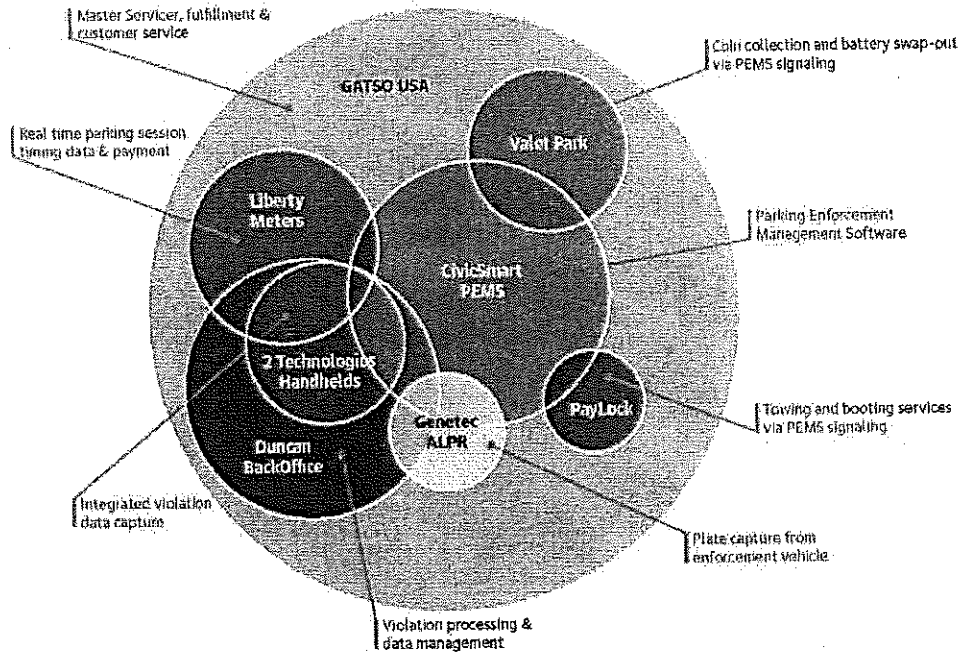 Master Servicer, fulfillment &
customer service
Coin collection and battery swap-out
via PEMS signaling
GATSO USA
Real time parking session
timing data & payment
Valet Park
Liberty
Meters
Parking Enforcement
Management Software
CivicSmart
PEMS
2 Technologies
Handhelds
PayLock
Genetec
ALPR
Towing and booting services
via PEMS signaling
Duncan
BackOffice
Integrated violation
data capture
Plate capture from
enforcement vehicle
Violation processing &
data management